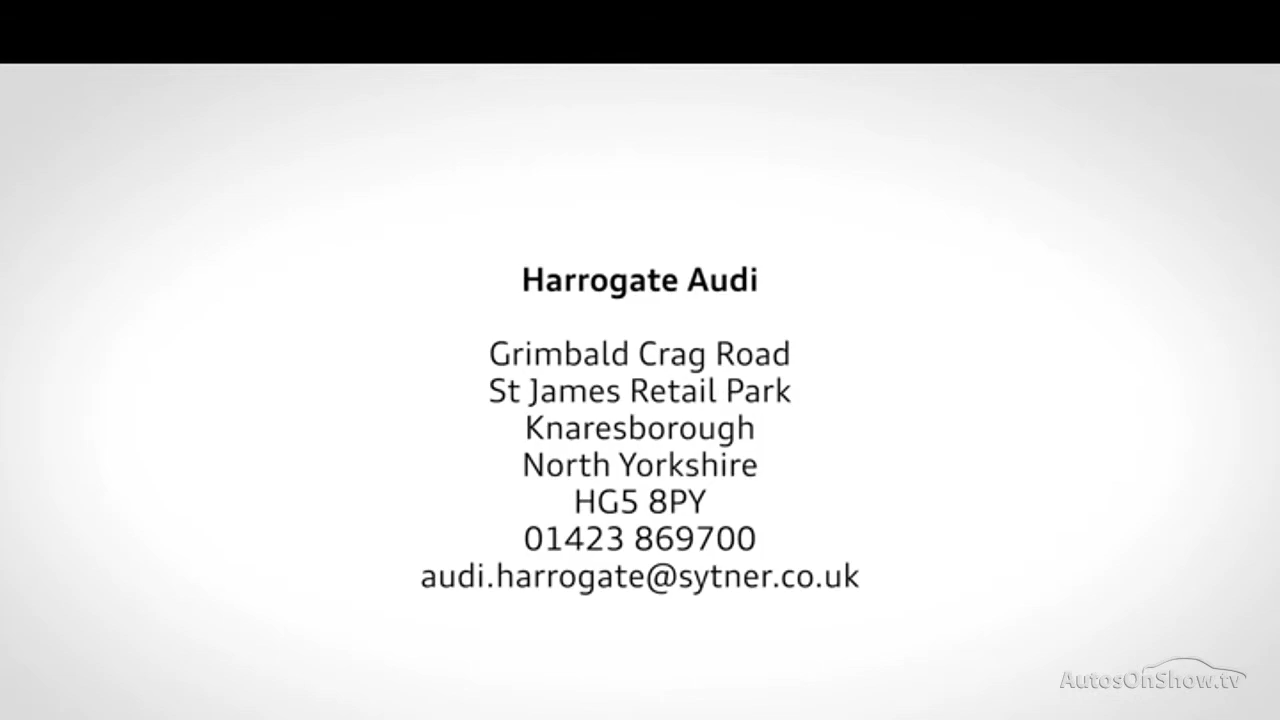 Harrogate Audi
Grimbald Crag Road
St James Retail Park
Knaresborough
North Yorkshire
HG5 8PY
01423 869700
audi.harrogate@sytner.co.uk
AutosOnShow.tv